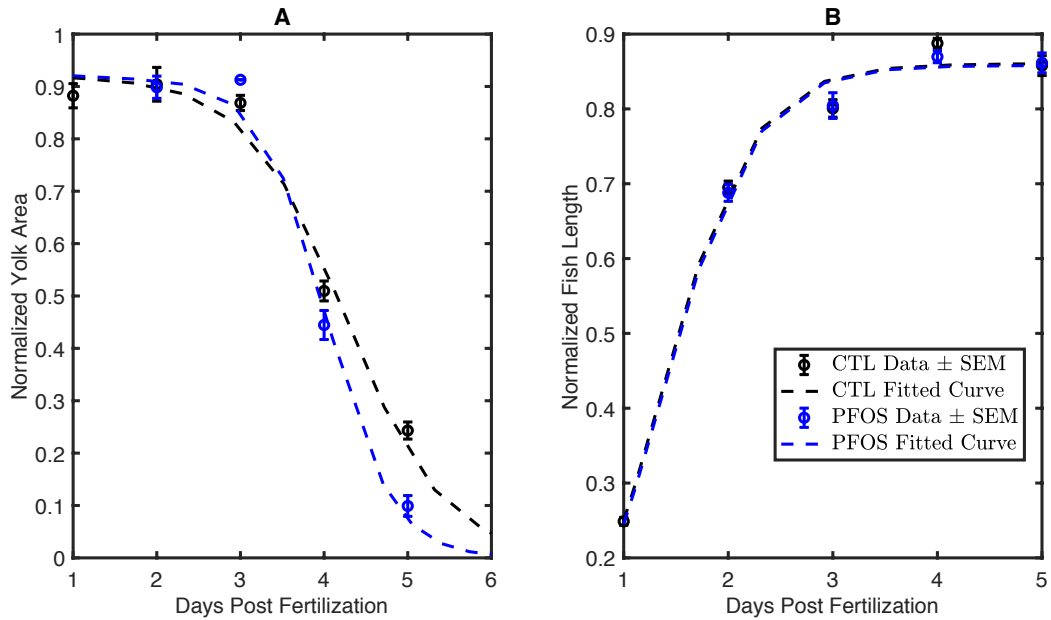 A
1
0.9
0.8
0.7
0.6
0.5
0.4
0.3
0.2
0.1
0
Normalized Yolk Area
1 2 3 4 5 6
Days Post Fertilization
B
0.9
0.8
0.7
0.6
0.5
0.4
0.3
0.2
Normalized Fish Length
CTL Data ± SEM
CTL Fitted Curve
PFOS Data ± SEM
PFOS Fitted Curve
1 2 3 4 5
Days Post Fertilization